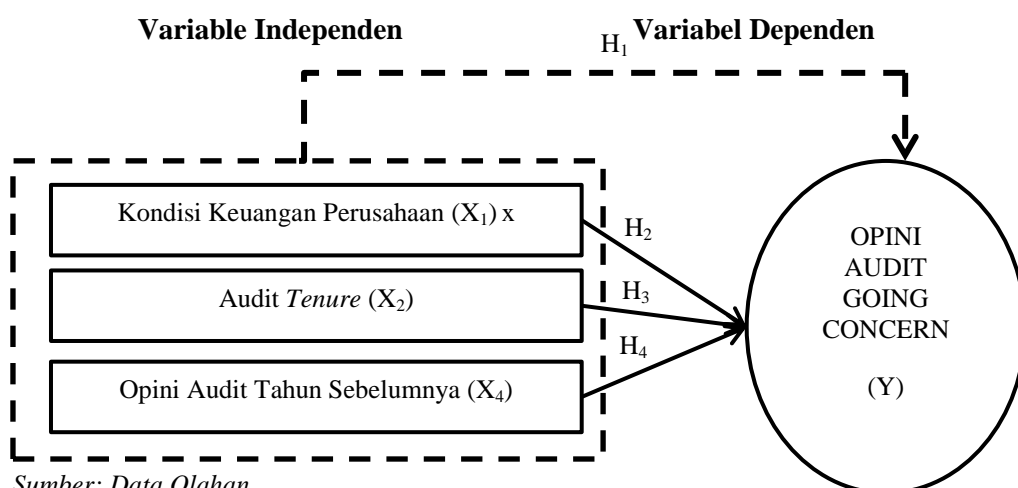 Variable Independen
Variabel Dependen
H₁
Kondisi Keuangan Perusahaan (X₁) x
H₂
Audit Tenure (X₂)
H₃
Opini Audit Tahun Sebelumnya (X₄)
H₄
OPINI
AUDIT
GOING
CONCERN
(Y)
Sumber: Data Olahan